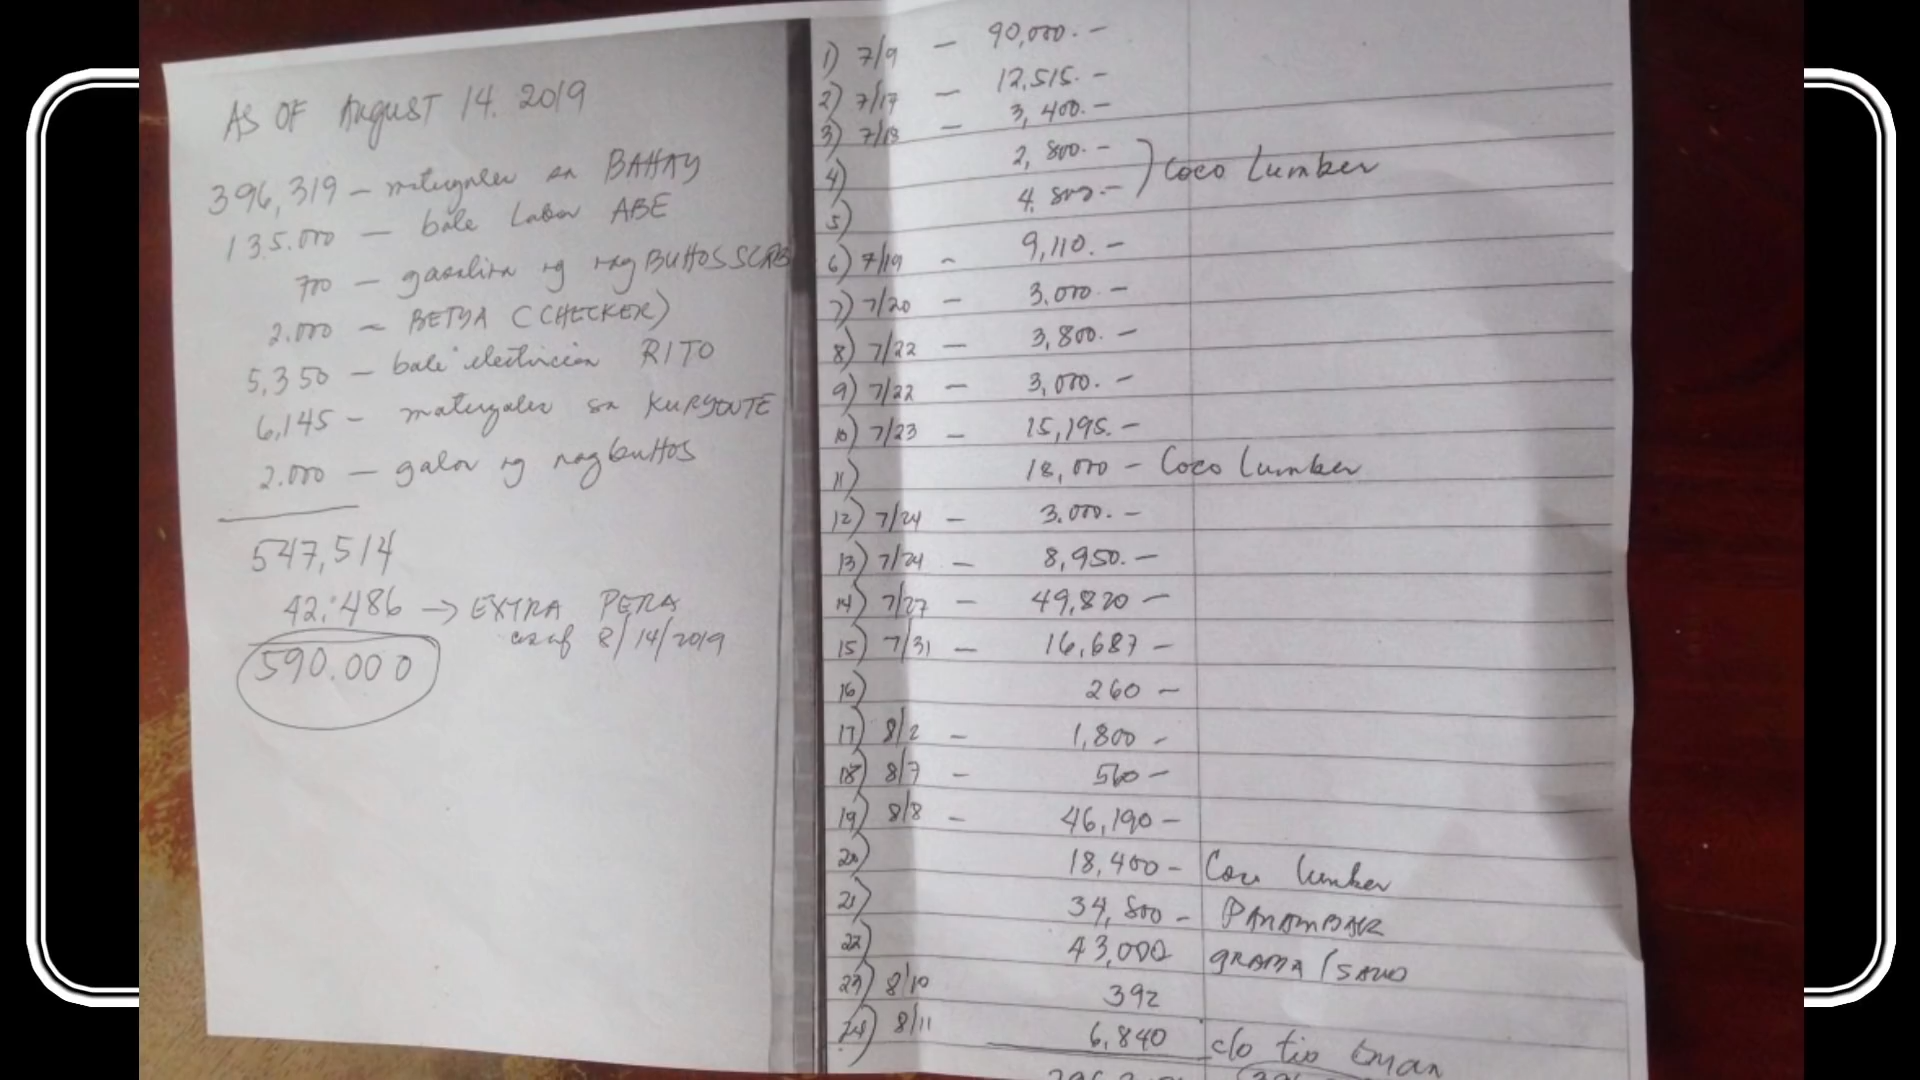 AS OF AUGUST 14. 2019
396,319 - materyales sa BAHAY
135.000 - bale Labor ABE
700 - gasolina ng nag BUHOS SCAB
2.000 - BETSA (CHECKER)
5,350 - bale electrician RITO
6,145 - materyales sa KURYENTE
2.000 - galor ng nagbuhos
547,514
42,486 → EXTRA PERA
as of 8/14/2019
590.000
1) 7/9 - 90,000.-
2) 7/17 - 12,515.-
3) 7/18 - 3,400.-
4) 2,800.-
5) 4,800.- ) Coco Lumber
6) 7/19 - 9,110.-
7) 7/20 - 3.000.-
8) 7/22 - 3,800.-
9) 7/22 - 3,000.-
10) 7/23 - 15,195.-
11) 18,000 - Coco Lumber
12) 7/24 - 3.000.-
13) 7/24 - 8,950.-
14) 7/27 - 49,820 -
15) 7/31 - 16,687 -
16) 260 -
17) 8/2 - 1,800 -
18) 8/7 - 560 -
19) 8/8 - 46,190 -
20) 18,400 - Coco lumber
21) 34,800 - PANAMBAK
22) 43,000 GRAMA / SAND
23) 8/10 392
24) 8/11 6,840 c/o tio